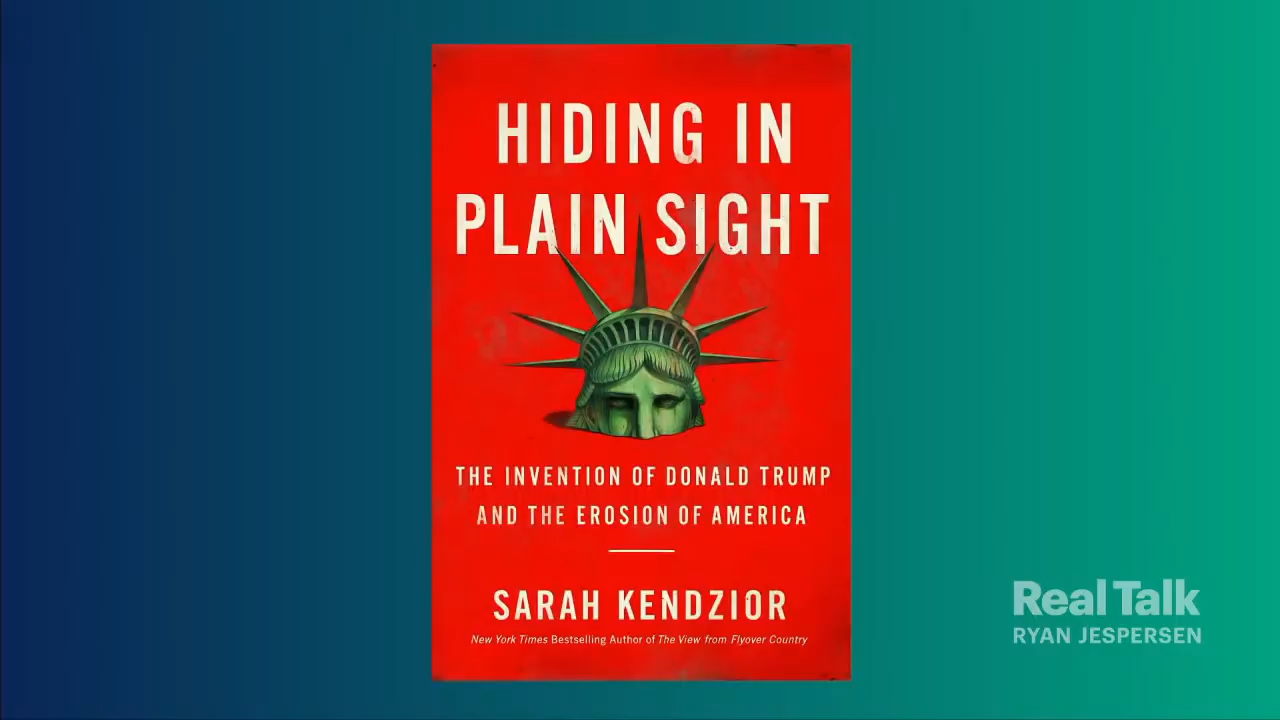 HIDING IN
PLAIN SIGHT
THE INVENTION OF DONALD TRUMP
AND THE EROSION OF AMERICA
SARAH KENDZIOR
New York Times Bestselling Author of The View from Flyover Country
Real Talk
RYAN JESPERSEN